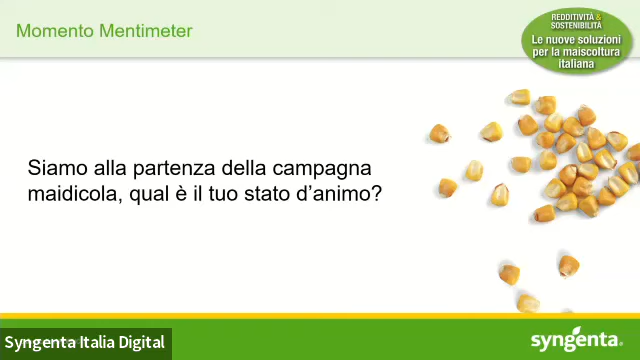 Momento Mentimeter
REDDITIVITÀ &
SOSTENIBILITÀ
Le nuove soluzioni
per la maiscoltura
italiana
Siamo alla partenza della campagna
maidicola, qual è il tuo stato d'animo?
Syngenta Italia Digital
syngenta